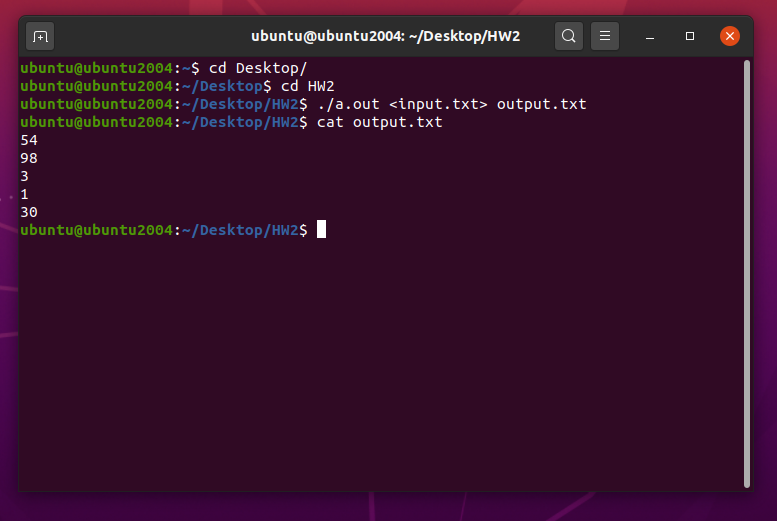 ubuntu@ubuntu2004: ~/Desktop/HW2
ubuntu@ubuntu2004:~$ cd Desktop/
ubuntu@ubuntu2004:~/Desktop$ cd HW2
ubuntu@ubuntu2004:~/Desktop/HW2$ ./a.out <input.txt> output.txt
ubuntu@ubuntu2004:~/Desktop/HW2$ cat output.txt
54
98
3
1
30
ubuntu@ubuntu2004:~/Desktop/HW2$